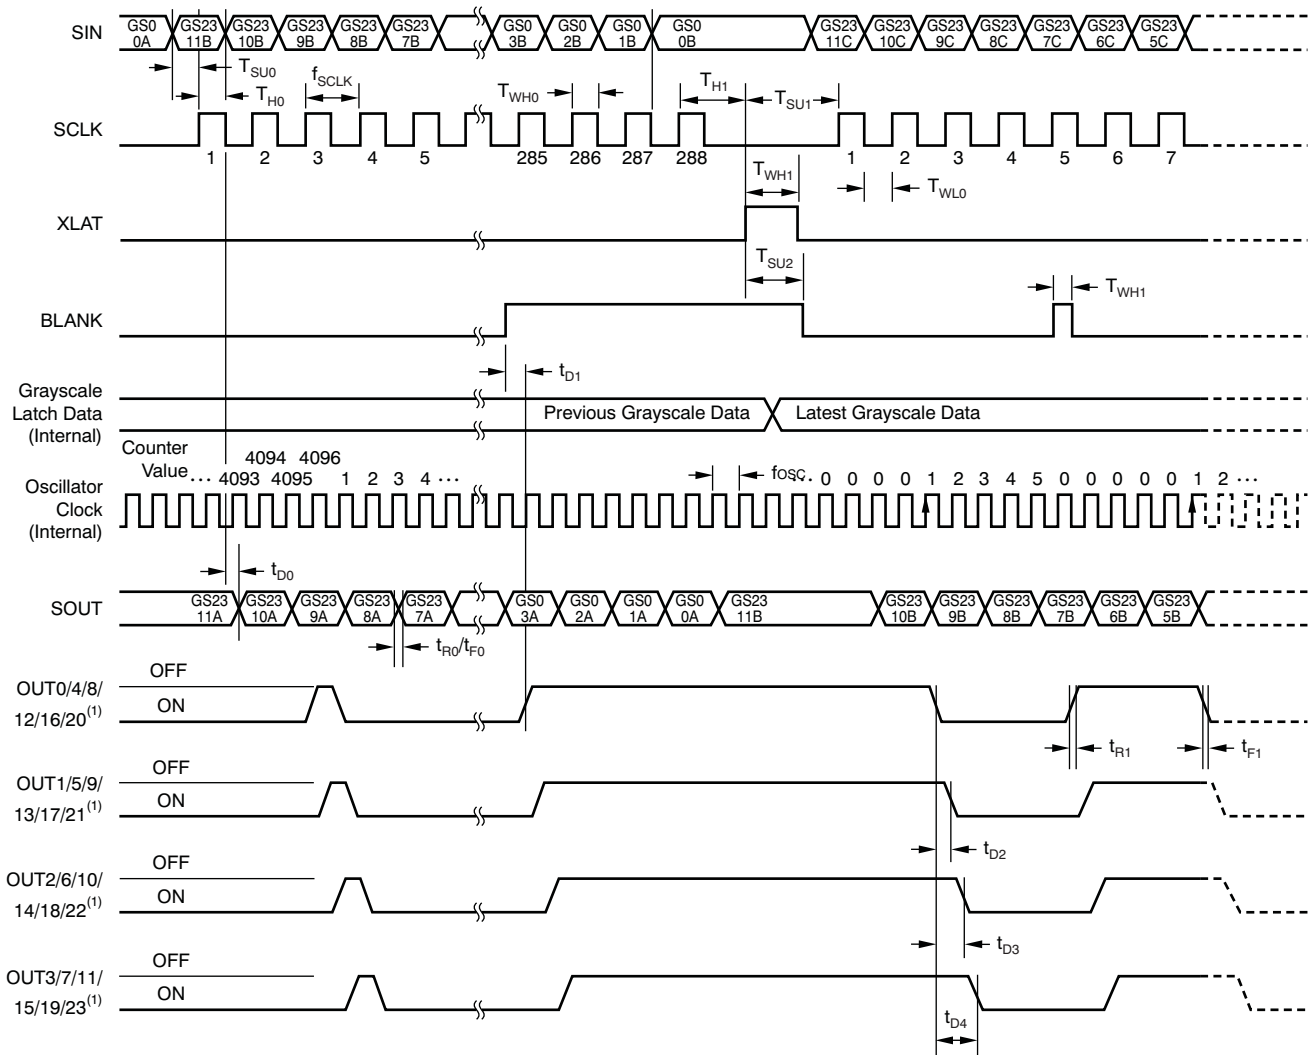 SIN
GS0 GS23 GS23 GS23 GS23 GS23 GS0 GS0 GS0 GS0 GS23 GS23 GS23 GS23 GS23 GS23 GS23
0A 11B 10B 9B 8B 7B 3B 2B 1B 0B 11C 10C 9C 8C 7C 6C 5C
TSU0 fSCLK TH1
TH0 TWH0 TSU1
SCLK
1 2 3 4 5 285 286 287 288 1 2 3 4 5 6 7
TWH1 TWL0
XLAT
TSU2
TWH1
BLANK
tD1
Grayscale
Latch Data
(Internal)
Previous Grayscale Data Latest Grayscale Data
Counter
Value
4094 4096
... 4093 4095 1 2 3 4 ... fOSC ... 0 0 0 0 1 2 3 4 5 0 0 0 0 0 1 2 ...
Oscillator
Clock
(Internal)
tD0
SOUT
GS23 GS23 GS23 GS23 GS23 GS0 GS0 GS0 GS0 GS23 GS23 GS23 GS23 GS23 GS23 GS23
11A 10A 9A 8A 7A 3A 2A 1A 0A 11B 10B 9B 8B 7B 6B 5B
tR0/tF0
OFF
OUT0/4/8/
12/16/20(1)
ON
tR1 tF1
OFF
OUT1/5/9/
13/17/21(1)
ON
tD2
OFF
OUT2/6/10/
14/18/22(1)
ON
tD3
OFF
OUT3/7/11/
15/19/23(1)
ON
tD4